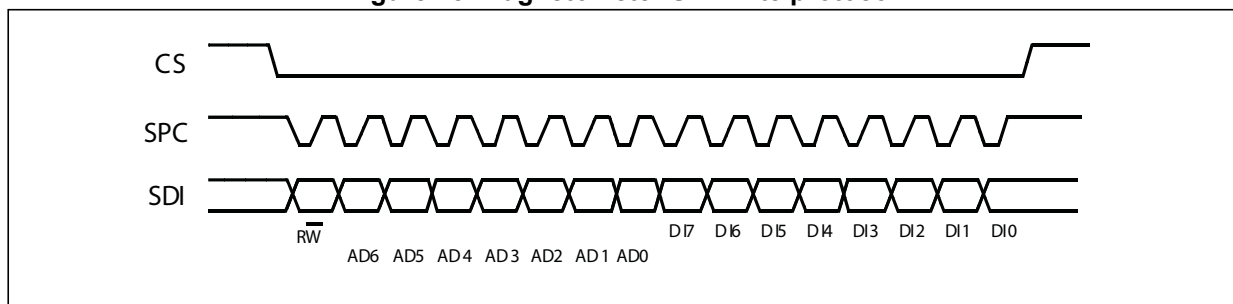 CS
SPC
SDI
RW
DI7 DI6 DI5 DI4 DI3 DI2 DI1 DI0
AD6 AD5 AD4 AD3 AD2 AD1 AD0